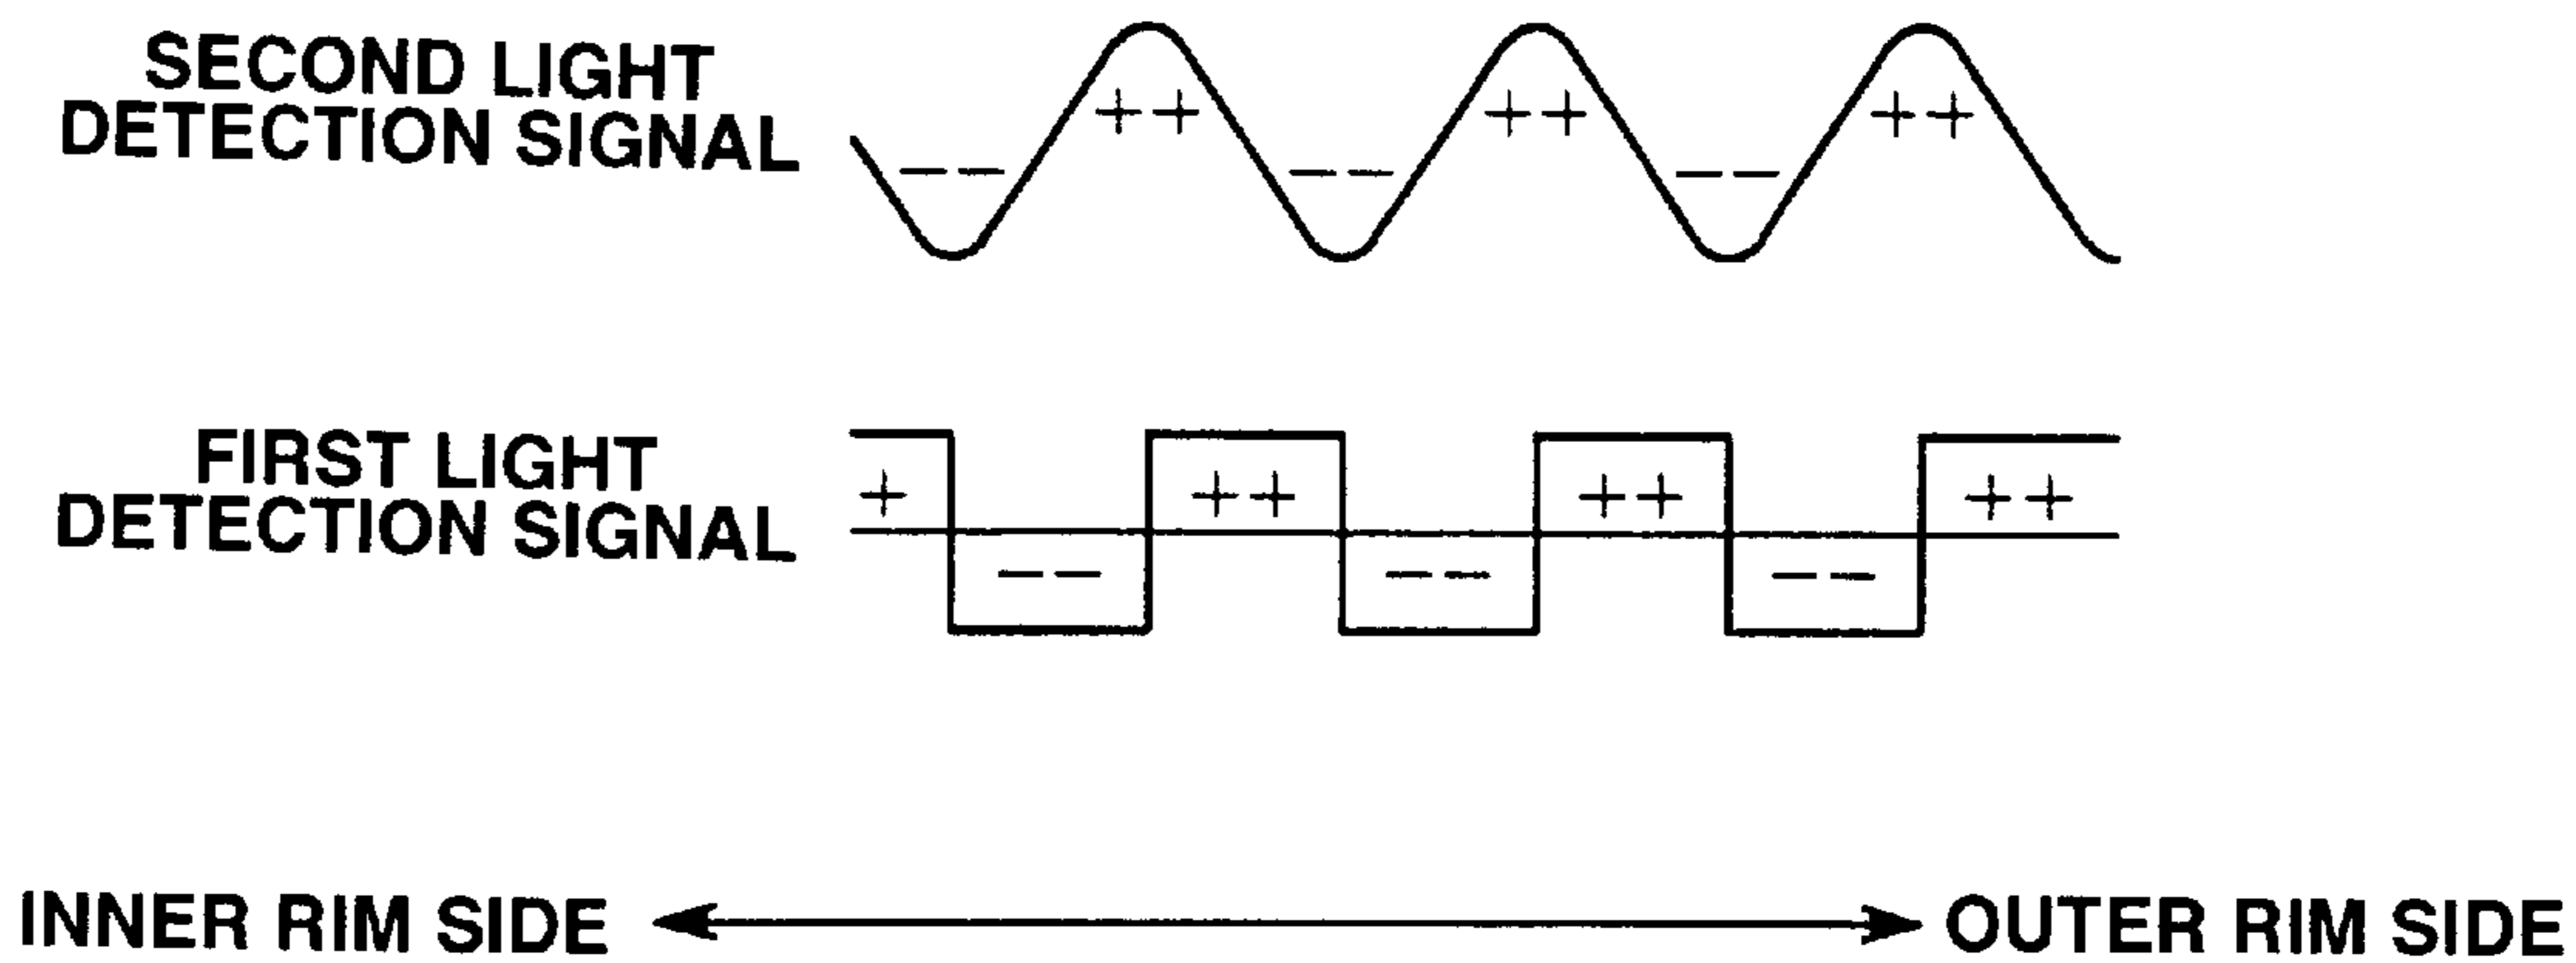 SECOND LIGHT
DETECTION SIGNAL
++ ++ ++
−− −− −−
FIRST LIGHT
DETECTION SIGNAL
+ ++ ++ ++
−− −− −−
INNER RIM SIDE
OUTER RIM SIDE